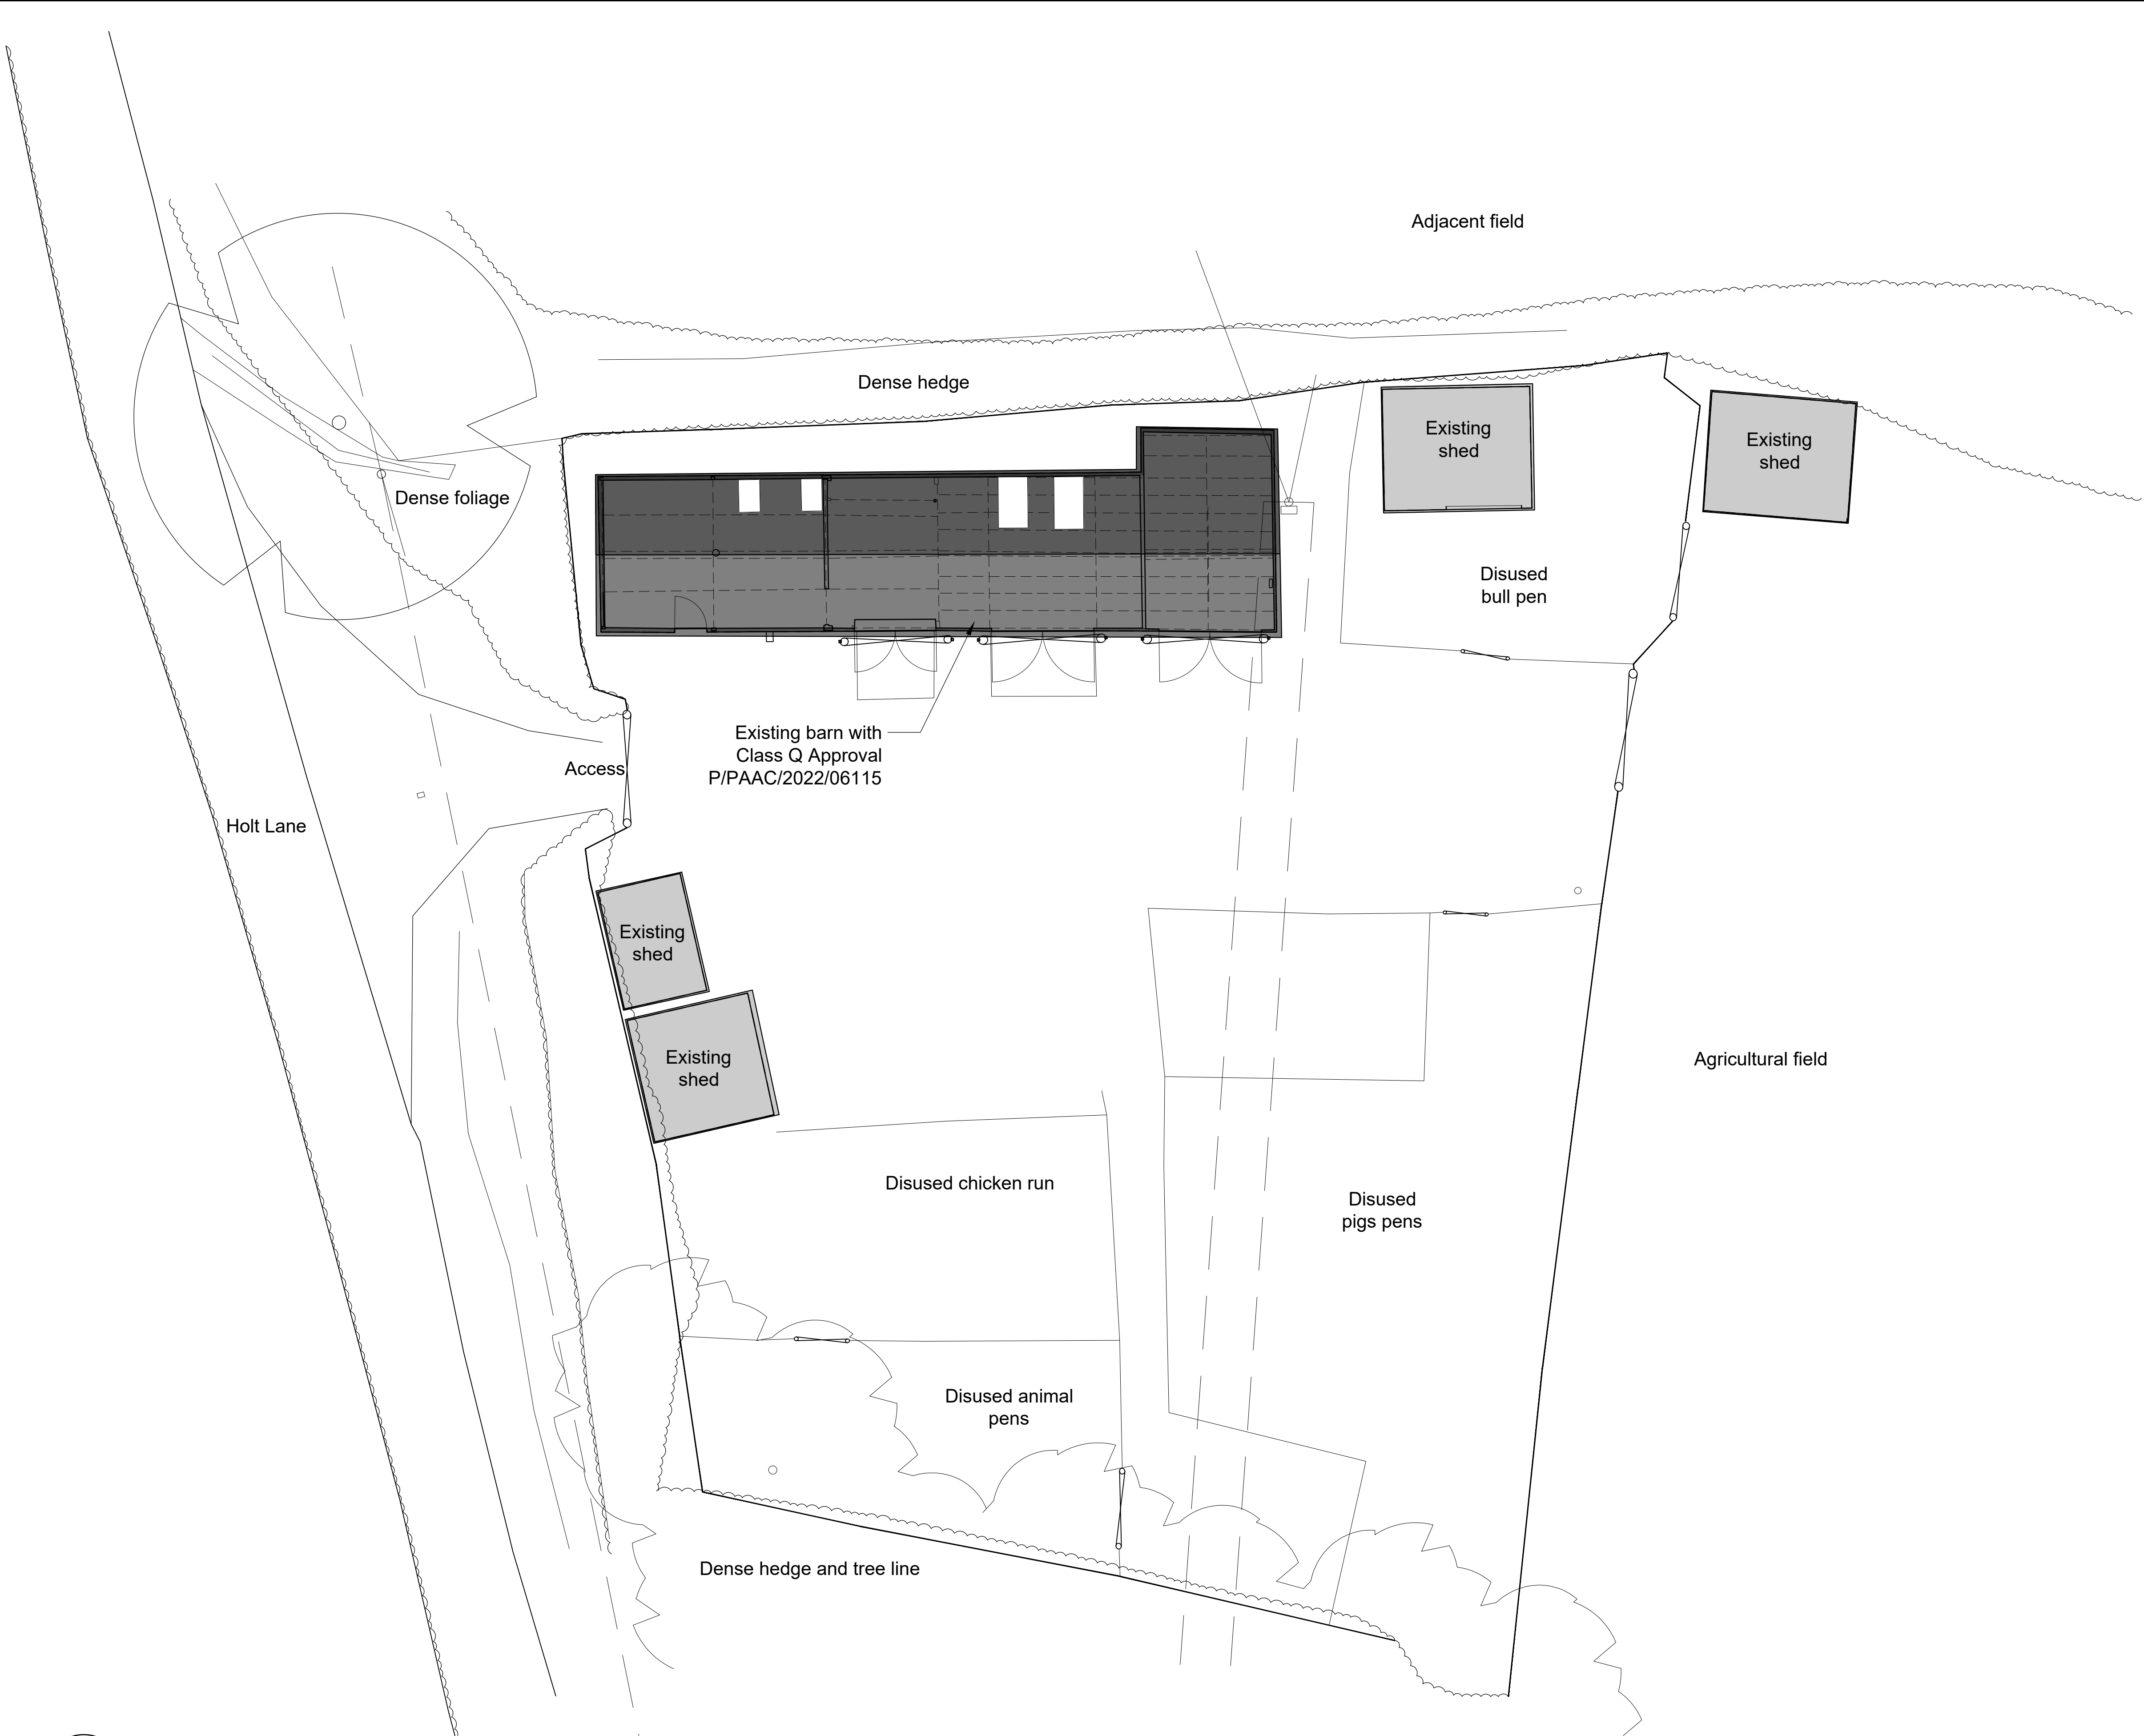 Adjacent field
Dense hedge
Existing
shed
Existing
shed
Dense foliage
Disused
bull pen
Existing barn with
Class Q Approval
P/PAAC/2022/06115
Access
Holt Lane
Existing
shed
Existing
shed
Agricultural field
Disused chicken run
Disused
pigs pens
Disused animal
pens
Dense hedge and tree line